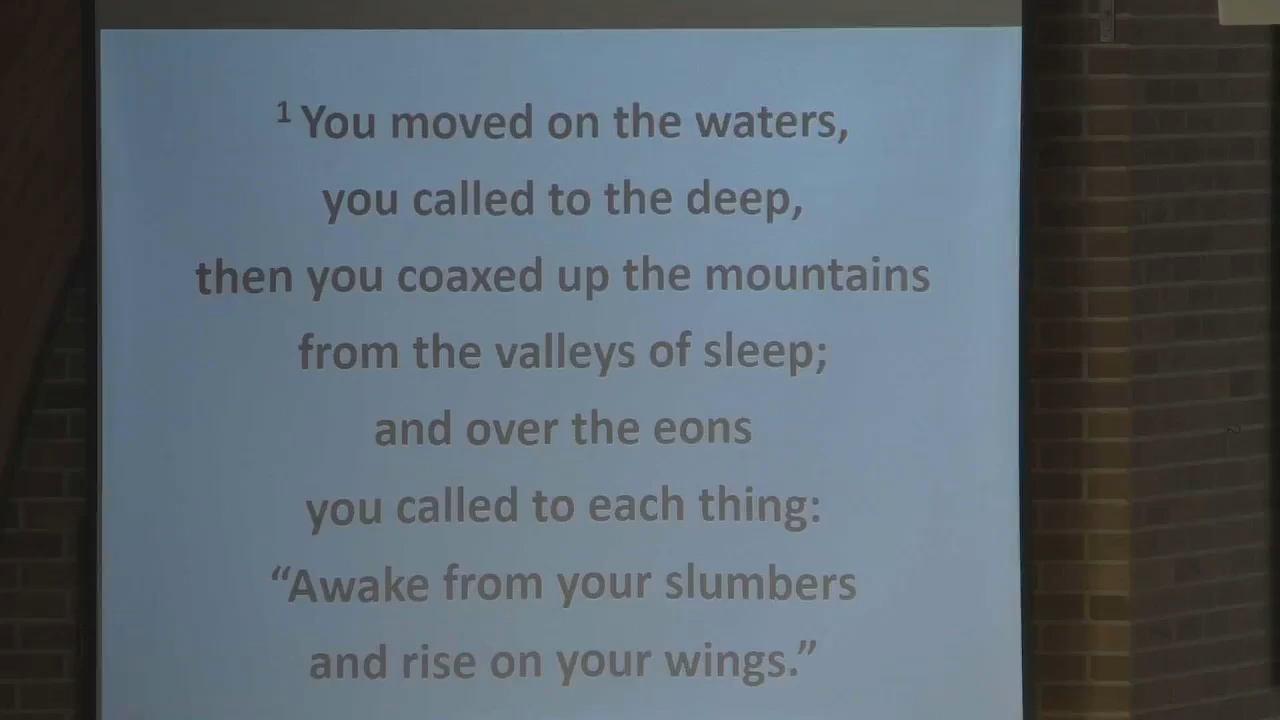 1 You moved on the waters,
you called to the deep,
then you coaxed up the mountains
from the valleys of sleep;
and over the eons
you called to each thing:
“Awake from your slumbers
and rise on your wings.”